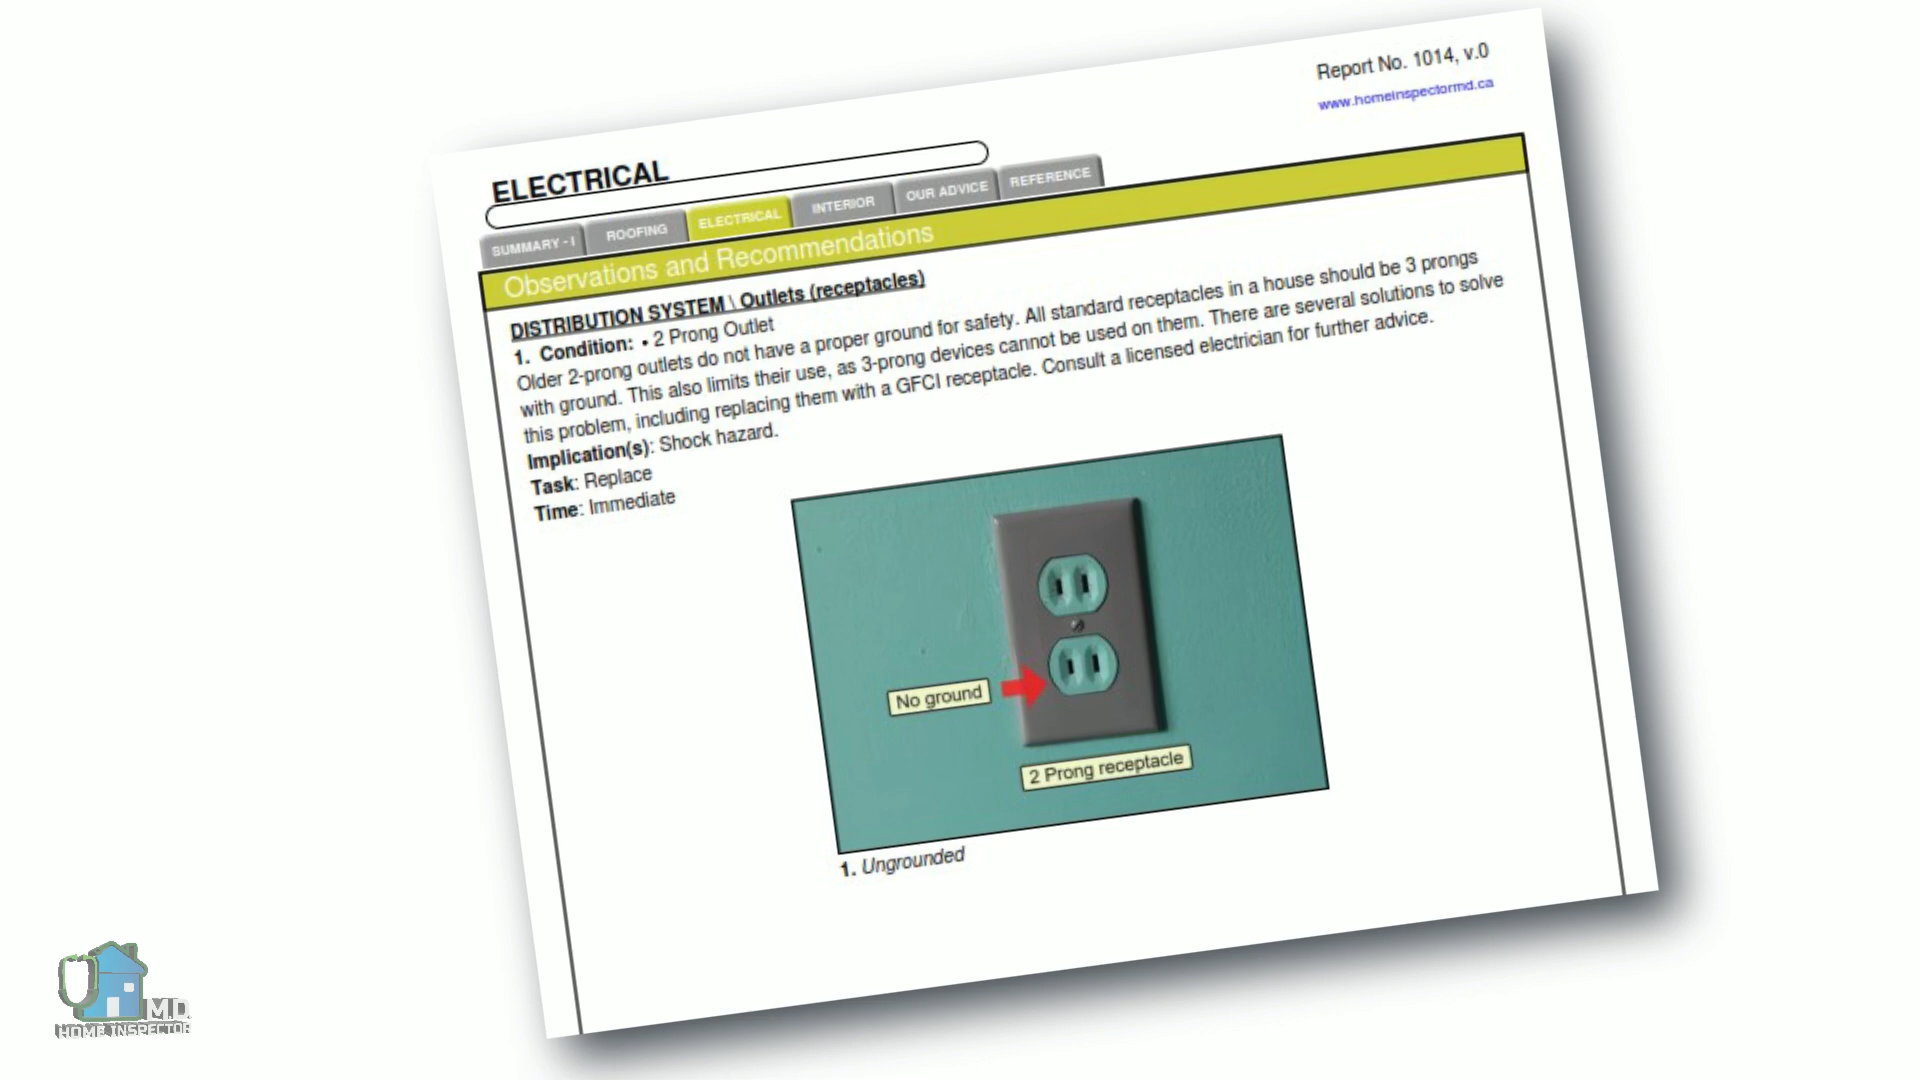 Report No. 1014, v.0
www.homeinspectormd.ca
ELECTRICAL
SUMMARY - I
ROOFING
ELECTRICAL
INTERIOR
OUR ADVICE
REFERENCE
Observations and Recommendations
DISTRIBUTION SYSTEM \ Outlets (receptacles)
1. Condition: • 2 Prong Outlet
Older 2-prong outlets do not have a proper ground for safety. All standard receptacles in a house should be 3 prongs
with ground. This also limits their use, as 3-prong devices cannot be used on them. There are several solutions to solve
this problem, including replacing them with a GFCI receptacle. Consult a licensed electrician for further advice.
Implication(s): Shock hazard.
Task: Replace
Time: Immediate
No ground
2 Prong receptacle
1. Ungrounded
M.D.
HOME INSPECTOR